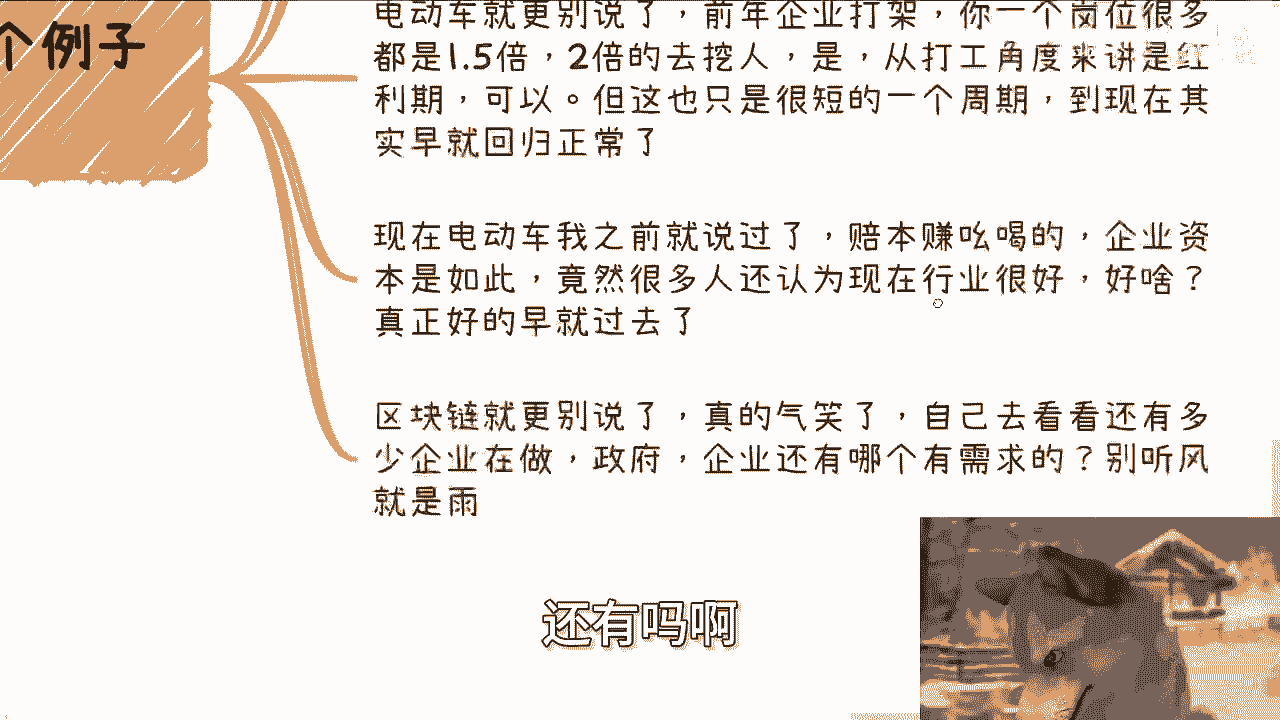 个例子
电动车就更别说了，前年企业打架，你一个岗位很多
都是1.5倍，2倍的去挖人，是，从打工角度来讲是红
利期，可以。但这也只是很短的一个周期，到现在其
实早就回归正常了
现在电动车我之前就说过了，赔本赚吆喝的，企业资
本是如此，竟然很多人还认为现在行业很好，好啥？
真正好的早就过去了
区块链就更别说了，真的气笑了，自己去看看还有多
少企业在做，政府，企业还有哪个有需求的？别听风
就是雨
还有吗啊